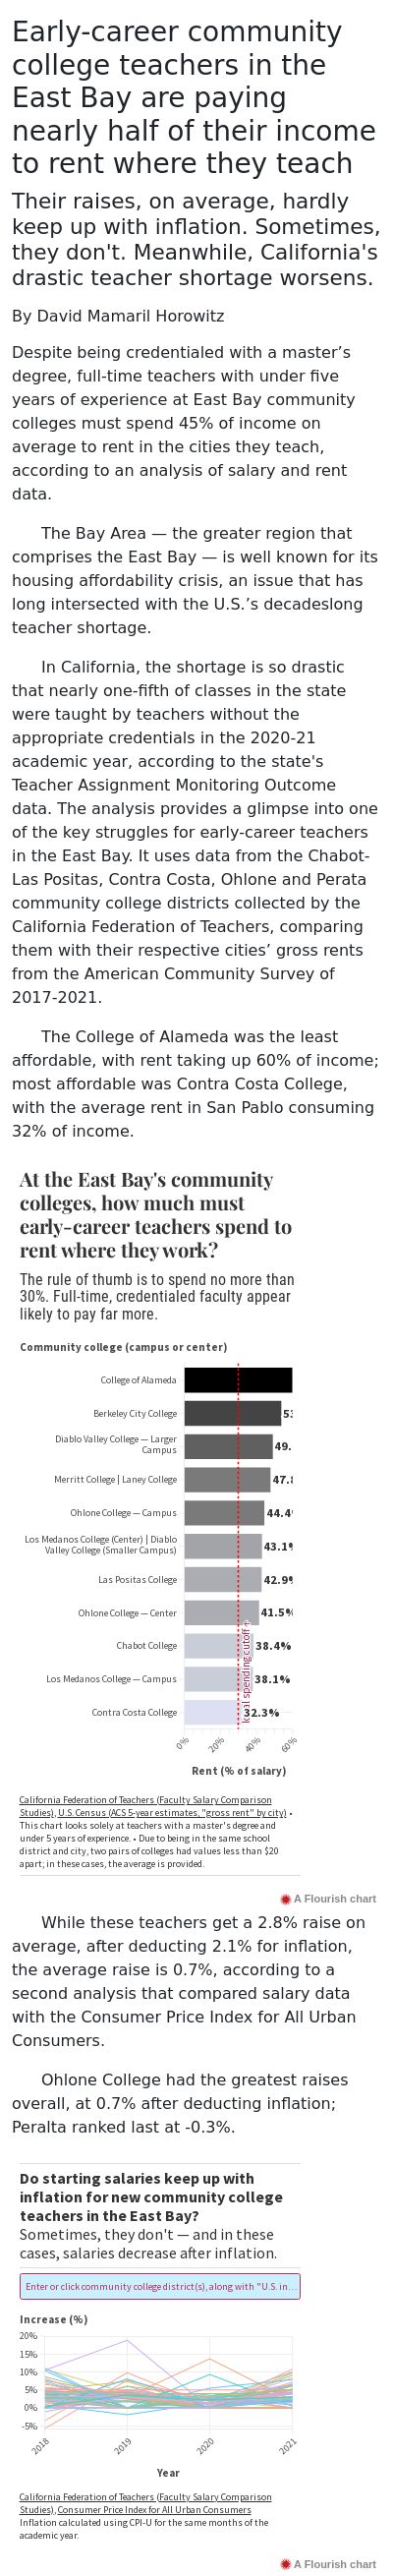 Early-career community
college teachers in the
East Bay are paying
nearly half of their income
to rent where they teach
Their raises, on average, hardly
keep up with inflation. Sometimes,
they don't. Meanwhile, California's
drastic teacher shortage worsens.
By David Mamaril Horowitz
Despite being credentialed with a master’s
degree, full-time teachers with under five
years of experience at East Bay community
colleges must spend 45% of income on
average to rent in the cities they teach,
according to an analysis of salary and rent
data.
The Bay Area — the greater region that
comprises the East Bay — is well known for its
housing affordability crisis, an issue that has
long intersected with the U.S.’s decadeslong
teacher shortage.
In California, the shortage is so drastic
that nearly one-fifth of classes in the state
were taught by teachers without the
appropriate credentials in the 2020-21
academic year, according to the state's
Teacher Assignment Monitoring Outcome
data. The analysis provides a glimpse into one
of the key struggles for early-career teachers
in the East Bay. It uses data from the Chabot-
Las Positas, Contra Costa, Ohlone and Perata
community college districts collected by the
California Federation of Teachers, comparing
them with their respective cities’ gross rents
from the American Community Survey of
2017-2021.
The College of Alameda was the least
affordable, with rent taking up 60% of income;
most affordable was Contra Costa College,
with the average rent in San Pablo consuming
32% of income.
At the East Bay's community
colleges, how much must
early-career teachers spend to
rent where they work?
The rule of thumb is to spend no more than
30%. Full-time, credentialed faculty appear
likely to pay far more.
Community college (campus or center)
College of Alameda
Berkeley City College 53
Diablo Valley College — Larger
Campus 49.
Merritt College | Laney College 47.8
Ohlone College — Campus 44.4
Los Medanos College (Center) | Diablo
Valley College (Smaller Campus) 43.1%
Las Positas College 42.9%
Ohlone College — Center 41.5%
Chabot College 38.4%
Los Medanos College — Campus 38.1%
Contra Costa College 32.3%
spending cutoff
0% 20% 40% 60%
Rent (% of salary)
California Federation of Teachers (Faculty Salary Comparison
Studies), U.S. Census (ACS 5-year estimates, "gross rent" by city) •
This chart looks solely at teachers with a master's degree and
under 5 years of experience. • Due to being in the same school
district and city, two pairs of colleges had values less than $20
apart; in these cases, the average is provided.
A Flourish chart
While these teachers get a 2.8% raise on
average, after deducting 2.1% for inflation,
the average raise is 0.7%, according to a
second analysis that compared salary data
with the Consumer Price Index for All Urban
Consumers.
Ohlone College had the greatest raises
overall, at 0.7% after deducting inflation;
Peralta ranked last at -0.3%.
Do starting salaries keep up with
inflation for new community college
teachers in the East Bay?
Sometimes, they don't — and in these
cases, salaries decrease after inflation.
Enter or click community college district(s), along with "U.S. in...
Increase (%)
20%
15%
10%
5%
0%
-5%
2018 2019 2020 2021
Year
California Federation of Teachers (Faculty Salary Comparison
Studies), Consumer Price Index for All Urban Consumers
Inflation calculated using CPI-U for the same months of the
academic year.
A Flourish chart